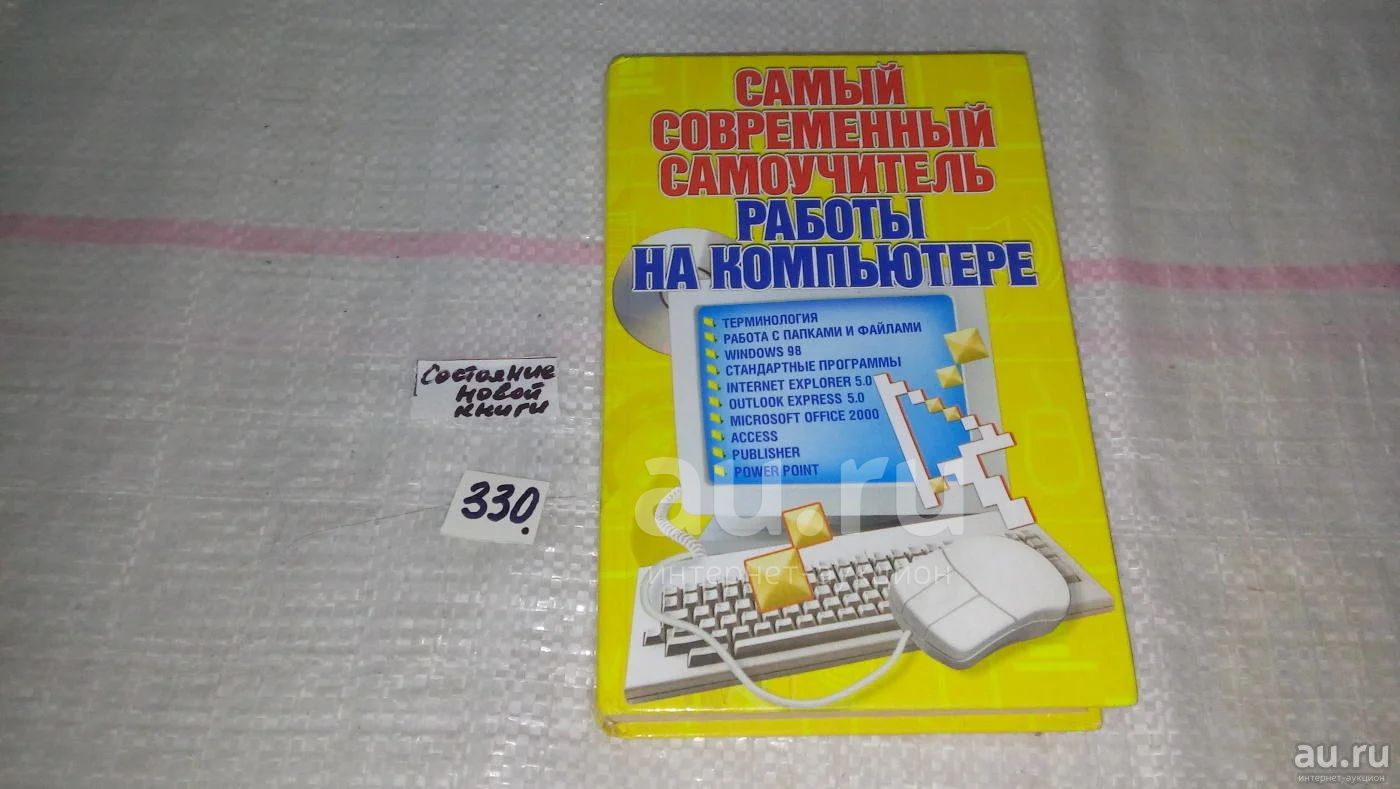 САМЫЙ
СОВРЕМЕННЫЙ
САМОУЧИТЕЛЬ
РАБОТЫ
НА КОМПЬЮТЕРЕ
ТЕРМИНОЛОГИЯ
РАБОТА С ПАПКАМИ И ФАЙЛАМИ
WINDOWS 98
СТАНДАРТНЫЕ ПРОГРАММЫ
INTERNET EXPLORER 5.0
OUTLOOK EXPRESS 5.0
MICROSOFT OFFICE 2000
ACCESS
PUBLISHER
POWER POINT
Состояние
новой
книги
330.
au.ru
интернет-аукцион
au.ru
интернет-аукцион